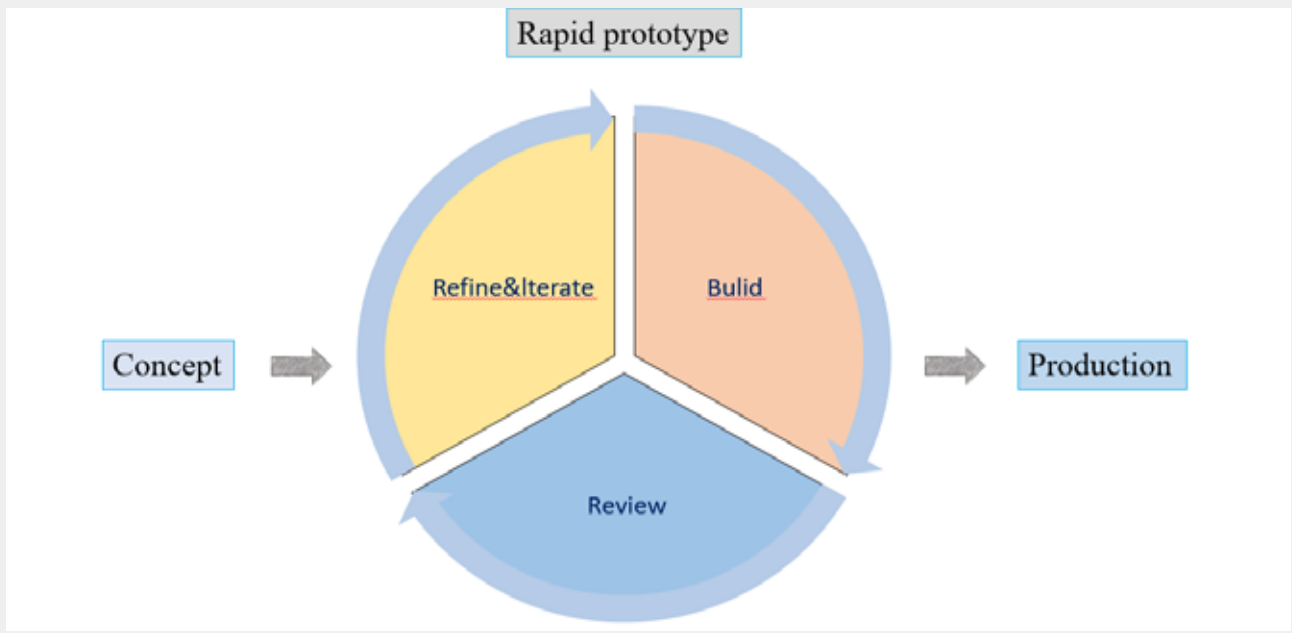 Rapid prototype
Refine&Iterate
Bulid
Concept
Production
Review